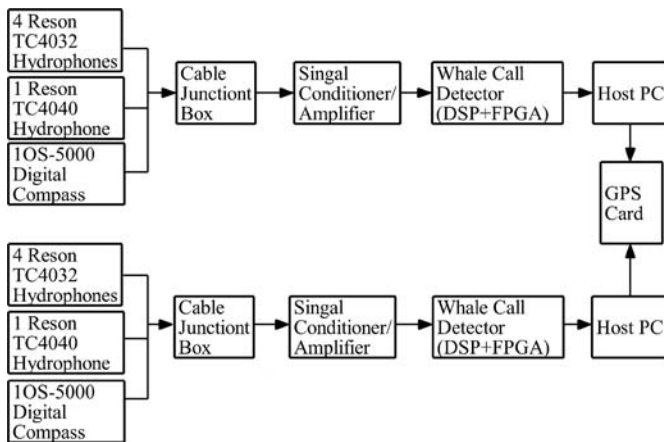 4 Reson
TC4032
Hydrophones
1 Reson
TC4040
Hydrophone
1OS-5000
Digital
Compass
Cable
Junctiont
Box
Singal
Conditioner/
Amplifier
Whale Call
Detector
(DSP+FPGA)
Host PC
GPS
Card
4 Reson
TC4032
Hydrophones
1 Reson
TC4040
Hydrophone
1OS-5000
Digital
Compass
Cable
Junctiont
Box
Singal
Conditioner/
Amplifier
Whale Call
Detector
(DSP+FPGA)
Host PC